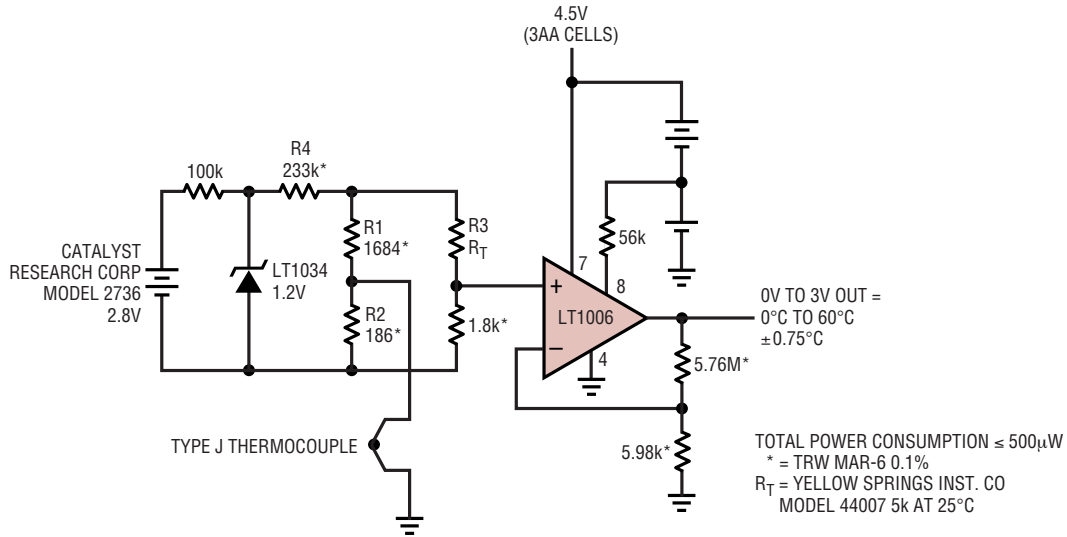 4.5V
(3AA CELLS)
R4
233k*
100k
R1
1684*
R3
RT
56k
CATALYST
RESEARCH CORP
MODEL 2736
2.8V
LT1034
1.2V
7
8
+
R2
186*
1.8k*
LT1006
0V TO 3V OUT =
0°C TO 60°C
±0.75°C
–
4
5.76M*
TYPE J THERMOCOUPLE
5.98k*
TOTAL POWER CONSUMPTION ≤ 500µW
* = TRW MAR-6 0.1%
RT = YELLOW SPRINGS INST. CO
MODEL 44007 5k AT 25°C